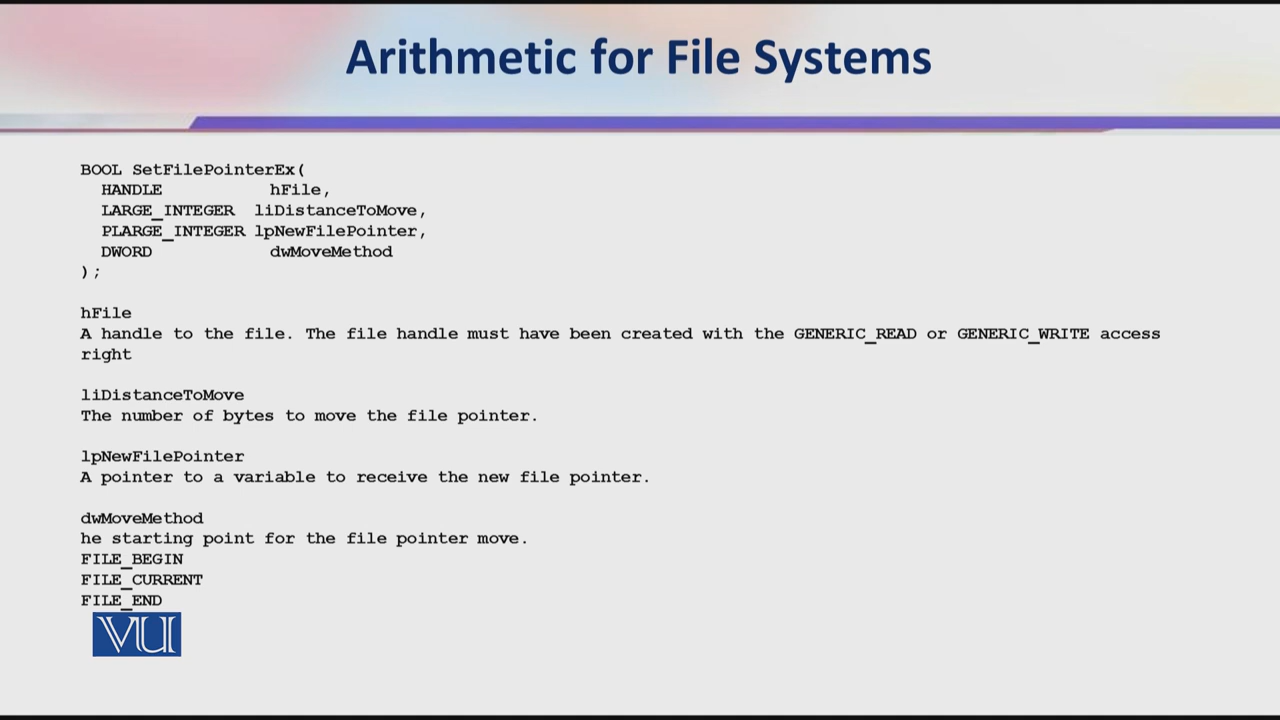 Arithmetic for File Systems
BOOL SetFilePointerEx(
HANDLE hFile,
LARGE_INTEGER liDistanceToMove,
PLARGE_INTEGER lpNewFilePointer,
DWORD dwMoveMethod
);
hFile
A handle to the file. The file handle must have been created with the GENERIC_READ or GENERIC_WRITE access
right
liDistanceToMove
The number of bytes to move the file pointer.
lpNewFilePointer
A pointer to a variable to receive the new file pointer.
dwMoveMethod
he starting point for the file pointer move.
FILE_BEGIN
FILE_CURRENT
FILE_END
VU